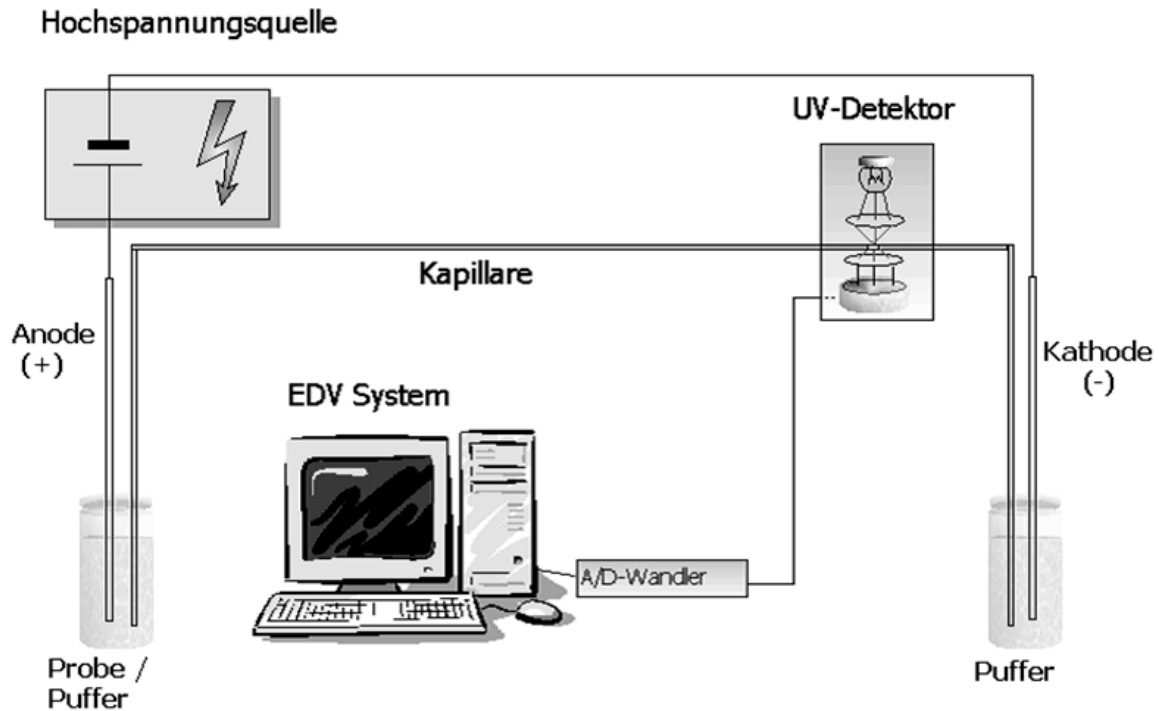 Hochspannungsquelle
UV-Detektor
Kapillare
Anode
(+)
Kathode
(-)
EDV System
A/D-Wandler
Probe /
Puffer
Puffer